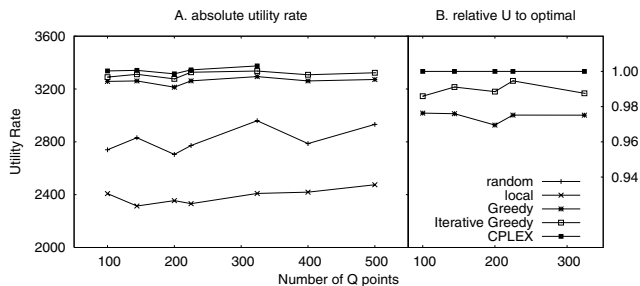 A. absolute utility rate
B. relative U to optimal
3600
3200
2800
2400
2000
Utility Rate
1.00
0.98
0.96
0.94
random
local
Greedy
Iterative Greedy
CPLEX
100 200 300 400 500
100 200 300
Number of Q points